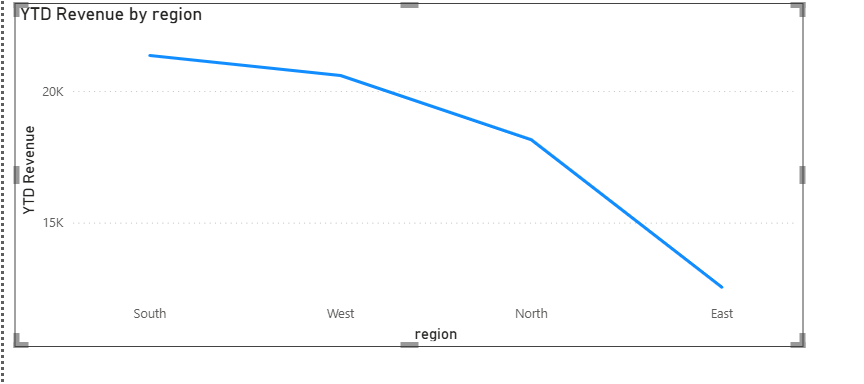 YTD Revenue by region
20K
YTD Revenue
15K
South West North East
region